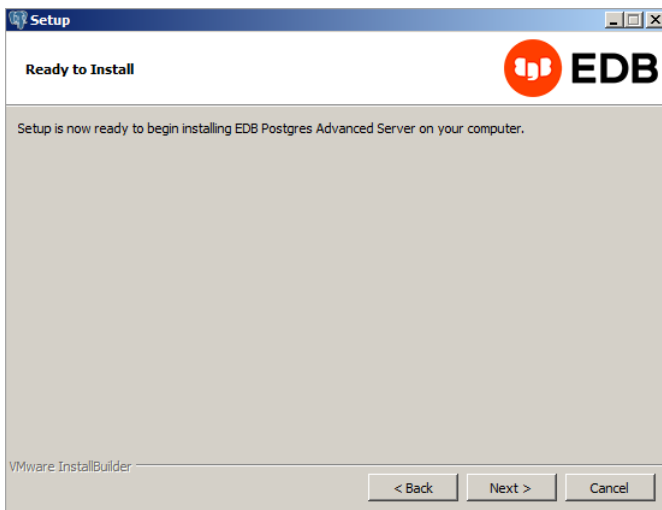 Setup
Ready to Install
EDB
Setup is now ready to begin installing EDB Postgres Advanced Server on your computer.
VMware InstallBuilder
< Back
Next >
Cancel